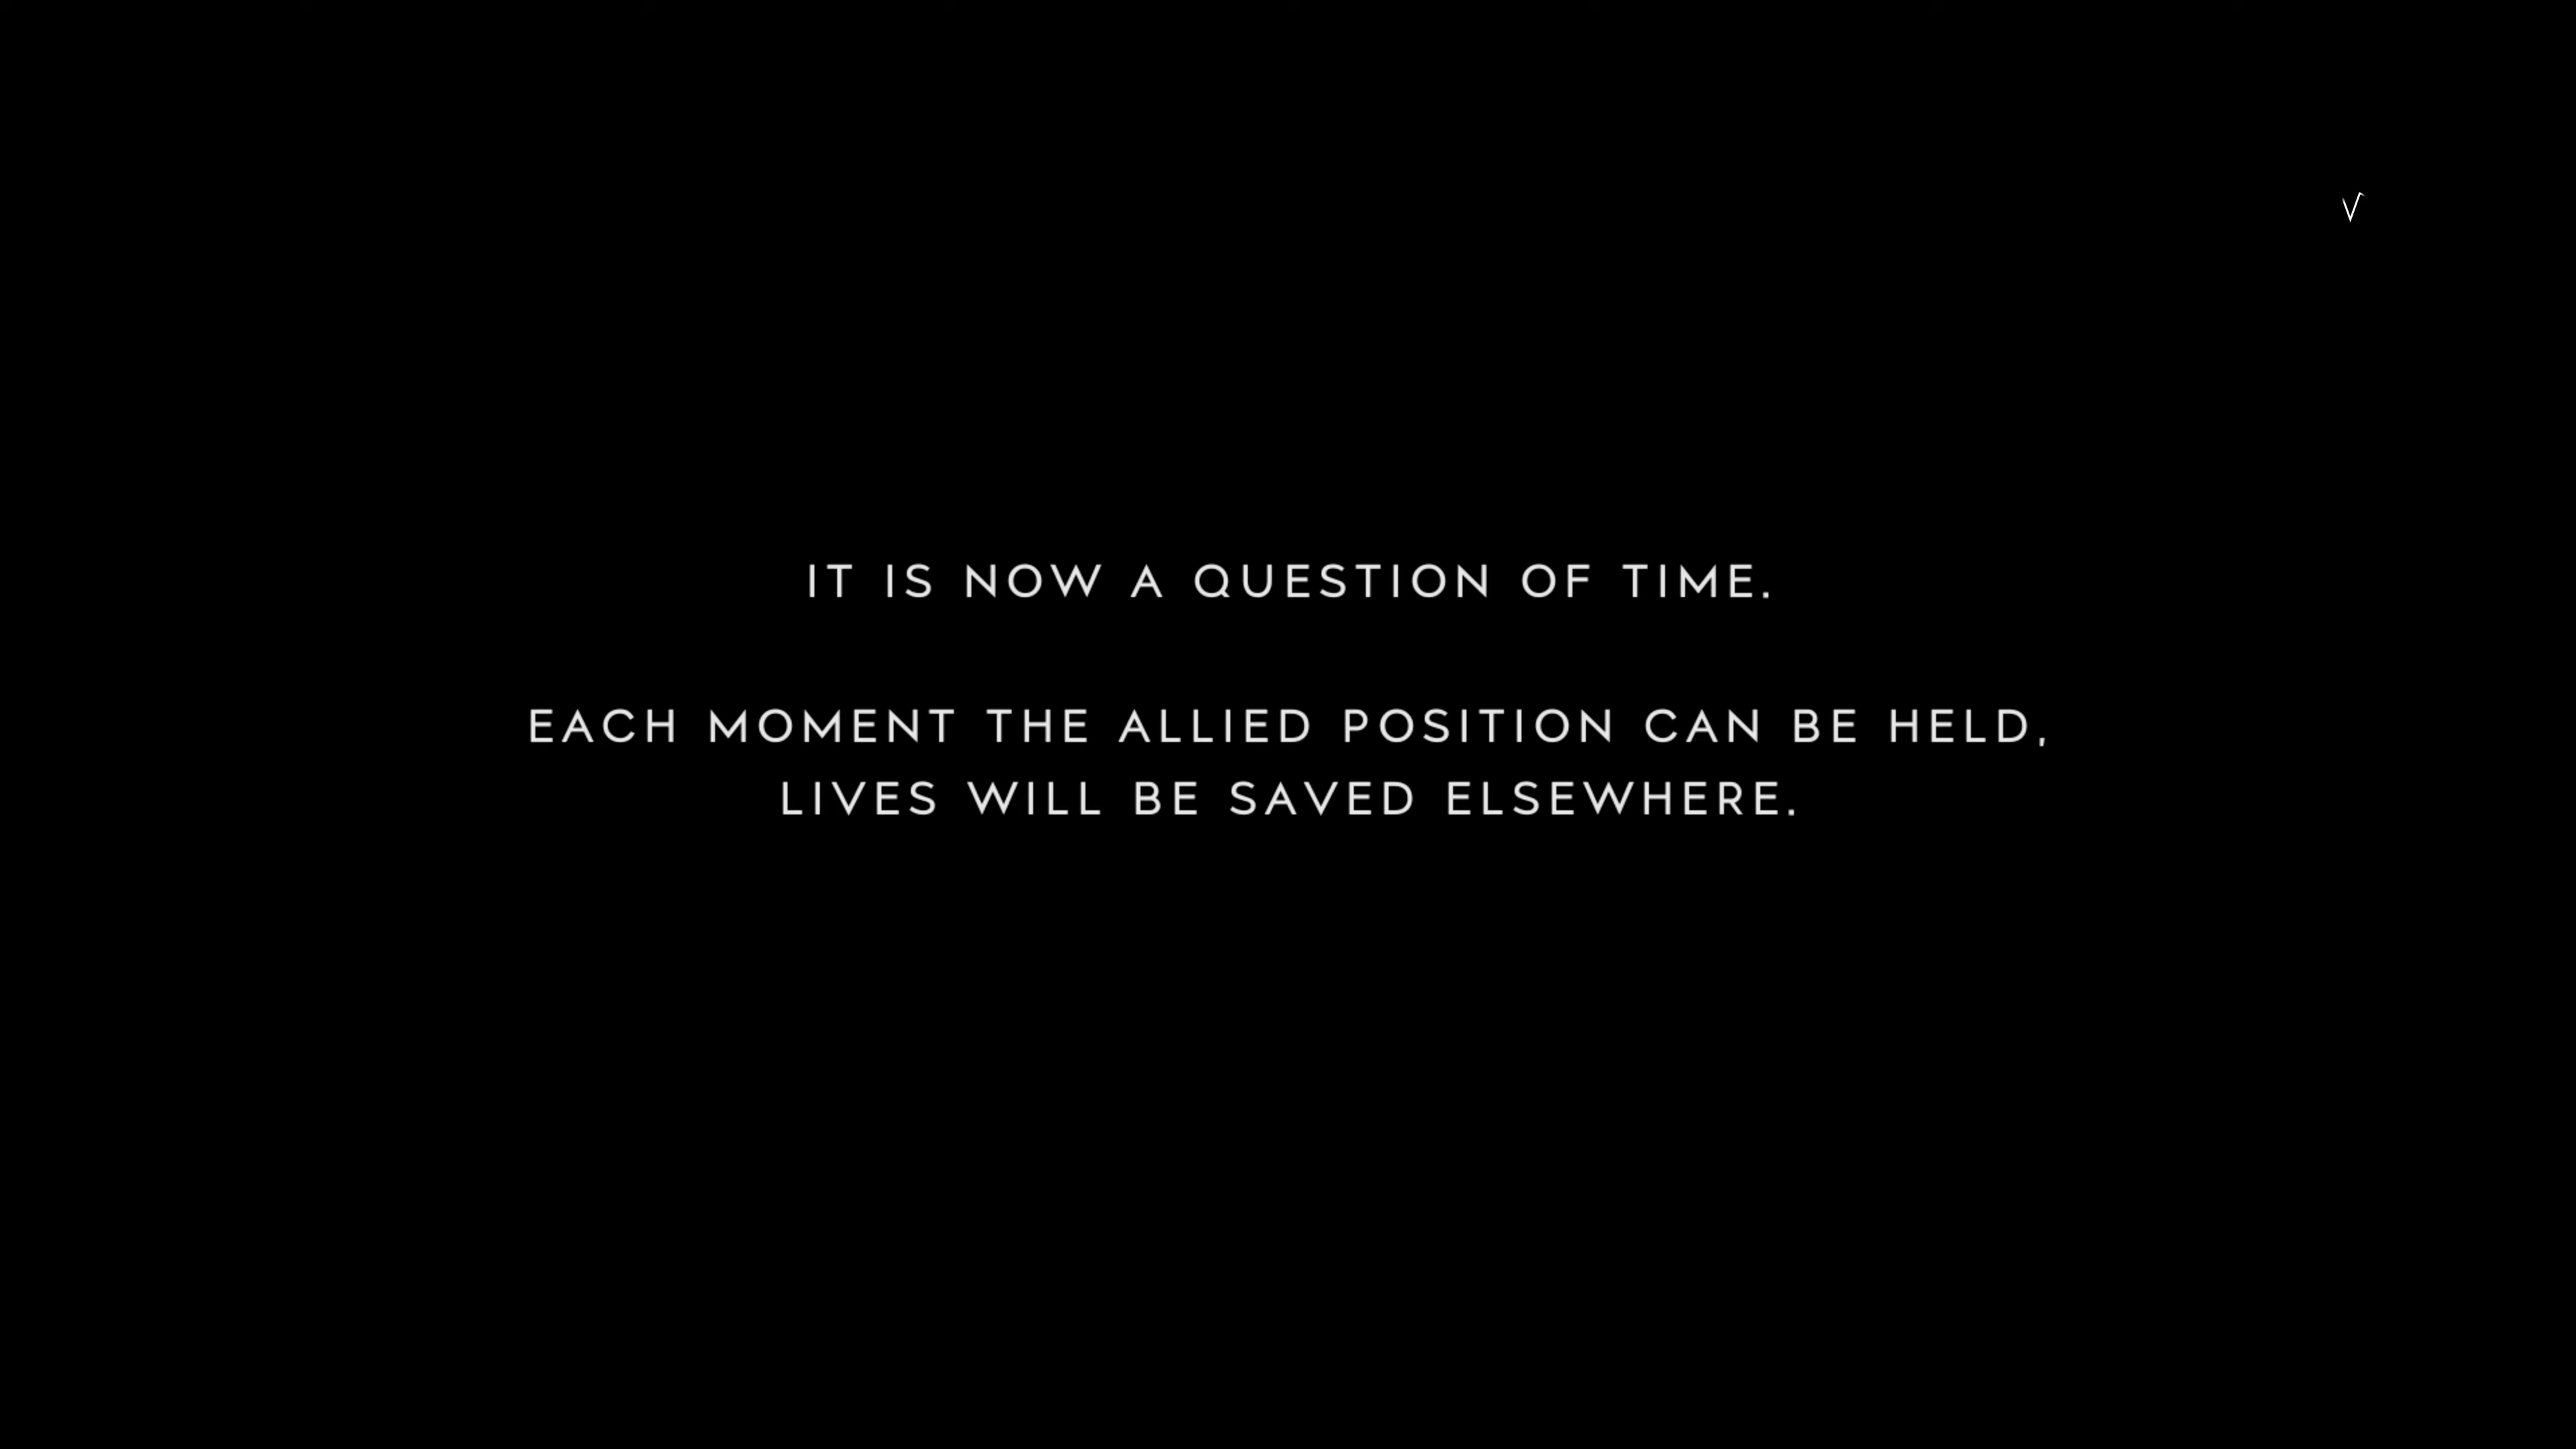 IT IS NOW A QUESTION OF TIME.
EACH MOMENT THE ALLIED POSITION CAN BE HELD,
LIVES WILL BE SAVED ELSEWHERE.